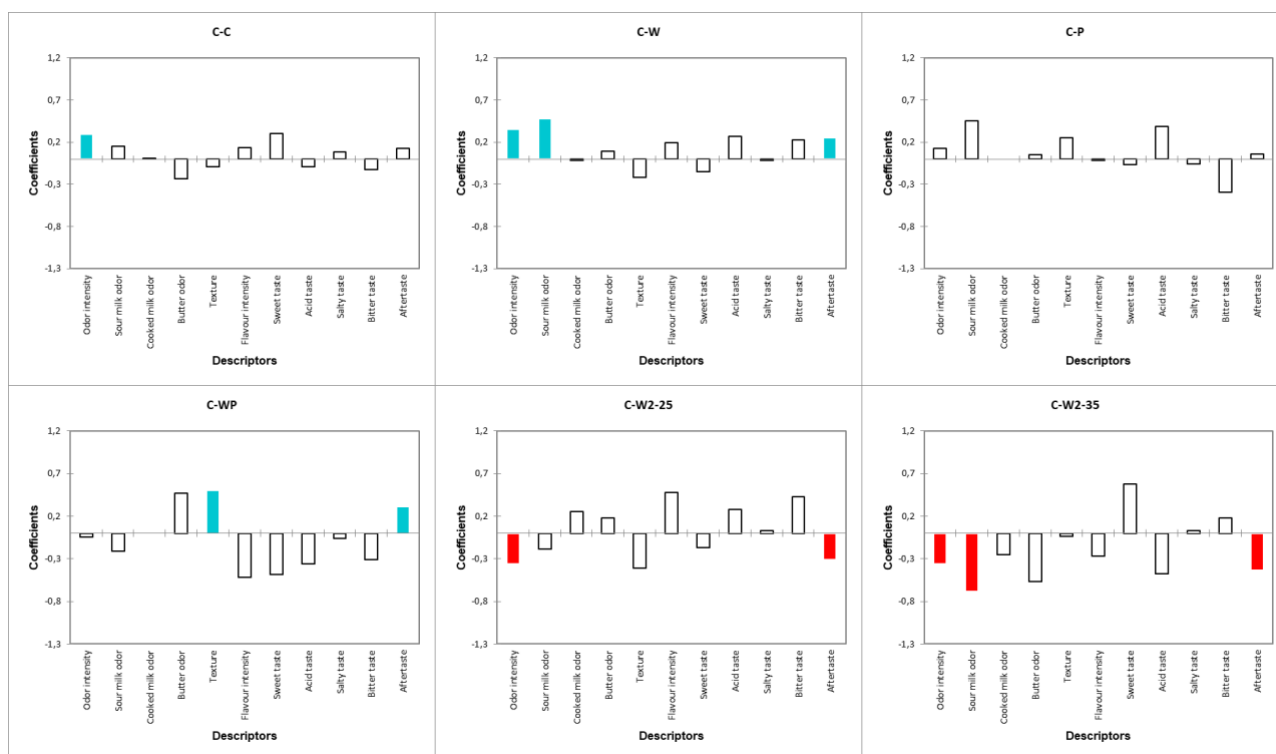 C-C
1,2
0,7
0,2
-0,3
-0,8
-1,3
Coefficients
Odor intensity
Sour milk odor
Cooked milk odor
Butter odor
Texture
Flavour intensity
Sweet taste
Acid taste
Salty taste
Bitter taste
Aftertaste
Descriptors
C-W
1,2
0,7
0,2
-0,3
-0,8
-1,3
Coefficients
Odor intensity
Sour milk odor
Cooked milk odor
Butter odor
Texture
Flavour intensity
Sweet taste
Acid taste
Salty taste
Bitter taste
Aftertaste
Descriptors
C-P
1,2
0,7
0,2
-0,3
-0,8
-1,3
Coefficients
Odor intensity
Sour milk odor
Cooked milk odor
Butter odor
Texture
Flavour intensity
Sweet taste
Acid taste
Salty taste
Bitter taste
Aftertaste
Descriptors
C-WP
1,2
0,7
0,2
-0,3
-0,8
-1,3
Coefficients
Odor intensity
Sour milk odor
Cooked milk odor
Butter odor
Texture
Flavour intensity
Sweet taste
Acid taste
Salty taste
Bitter taste
Aftertaste
Descriptors
C-W2-25
1,2
0,7
0,2
-0,3
-0,8
-1,3
Coefficients
Odor intensity
Sour milk odor
Cooked milk odor
Butter odor
Texture
Flavour intensity
Sweet taste
Acid taste
Salty taste
Bitter taste
Aftertaste
Descriptors
C-W2-35
1,2
0,7
0,2
-0,3
-0,8
-1,3
Coefficients
Odor intensity
Sour milk odor
Cooked milk odor
Butter odor
Texture
Flavour intensity
Sweet taste
Acid taste
Salty taste
Bitter taste
Aftertaste
Descriptors